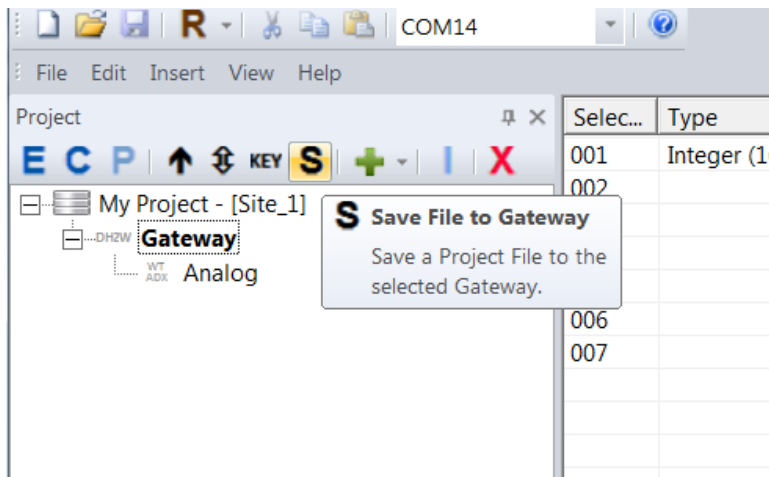 R COM14
File Edit Insert View Help
Project
Selec... Type
E C P KEY S I X
001 Integer (1
002
My Project - [Site_1]
DH2W Gateway
WT ADX Analog
S Save File to Gateway
Save a Project File to the
selected Gateway.
006
007